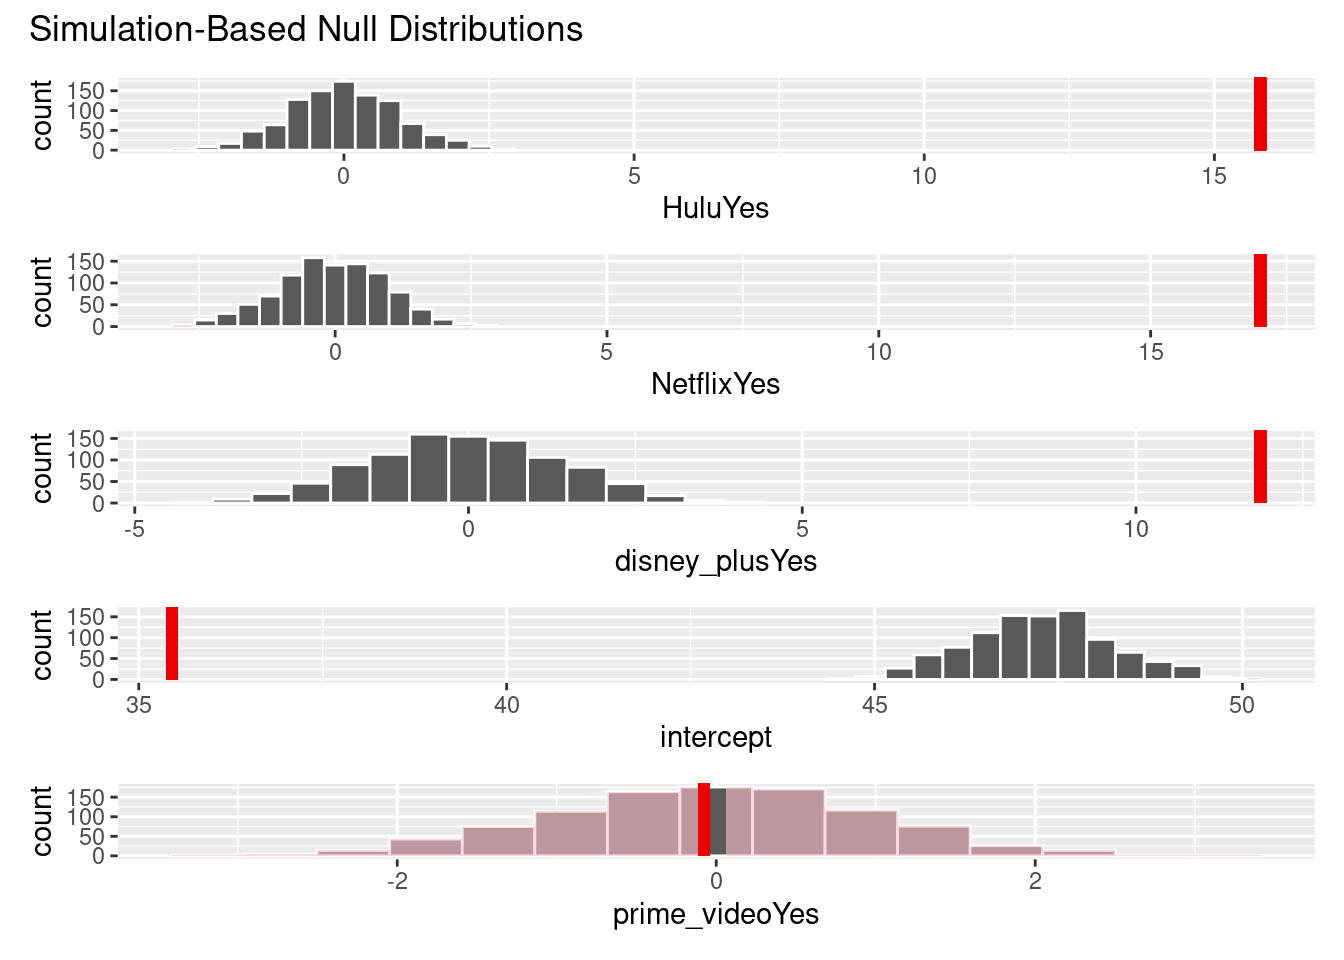 Simulation-Based Null Distributions
count
150
100
50
0
0 5 10 15
HuluYes
count
150
100
50
0
0 5 10 15
NetflixYes
count
150
100
50
0
-5 0 5 10
disney_plusYes
count
150
100
50
0
35 40 45 50
intercept
count
150
100
50
0
-2 0 2
prime_videoYes